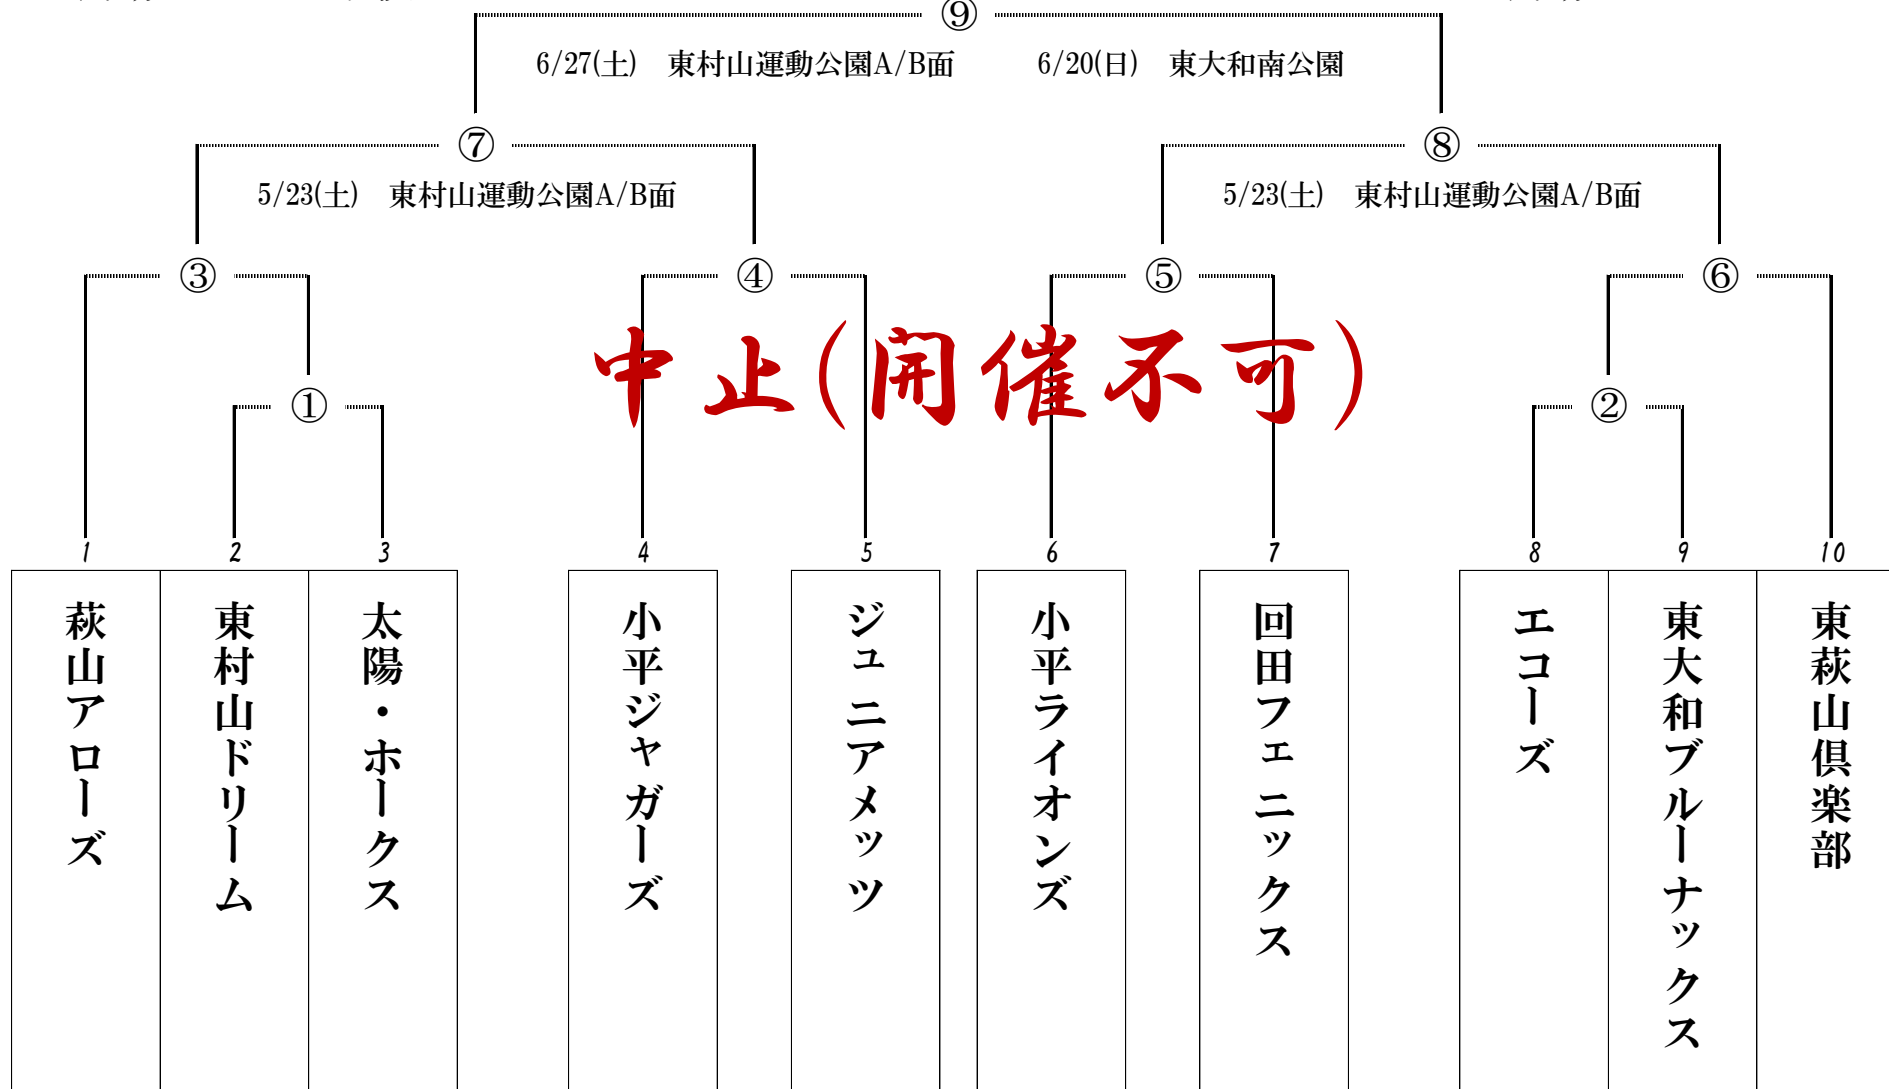 ⑨
6/27(土) 東村山運動公園A/B面 6/20(日) 東大和南公園
⑦ ⑧
5/23(土) 東村山運動公園A/B面 5/23(土) 東村山運動公園A/B面
③ ④ ⑤ ⑥
中止(開催不可)
① ②
1 2 3 4 5 6 7 8 9 10
萩山アローズ
東村山ドリーム
太陽・ホークス
小平ジャガーズ
ジュニアメッツ
小平ライオンズ
回田フェニックス
エコーズ
東大和ブルーナックス
東萩山倶楽部